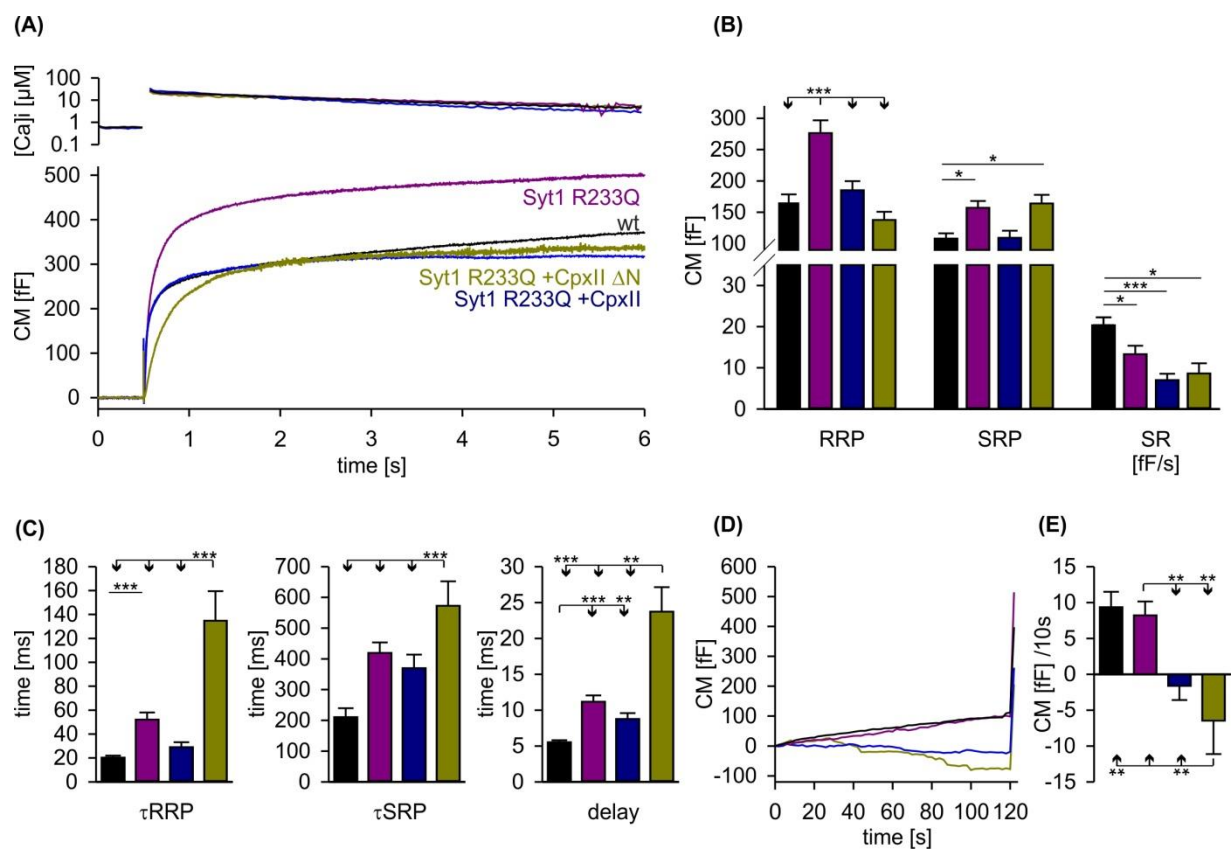 (A)
[Ca]i [µM]
100
10
1
0.1
CM [fF]
500
400
300
200
100
0
Syt1 R233Q
wt
Syt1 R233Q +CpxII ΔN
Syt1 R233Q +CpxII
0 1 2 3 4 5 6
time [s]
(B)
CM [fF]
300
250
200
150
100
20
10
0
***
*
*
*
***
*
RRP SRP SR
[fF/s]
(C)
time [ms]
180
160
140
120
100
80
60
40
20
0
***
***
τRRP
time [ms]
700
600
500
400
300
200
100
0
***
τSRP
time [ms]
30
25
20
15
10
5
0
*** **
*** **
delay
(D)
CM [fF]
600
500
400
300
200
100
0
-100
0 20 40 60 80 100 120
time [s]
(E)
CM [fF] /10s
15
10
5
0
-5
-10
-15
** **
** **